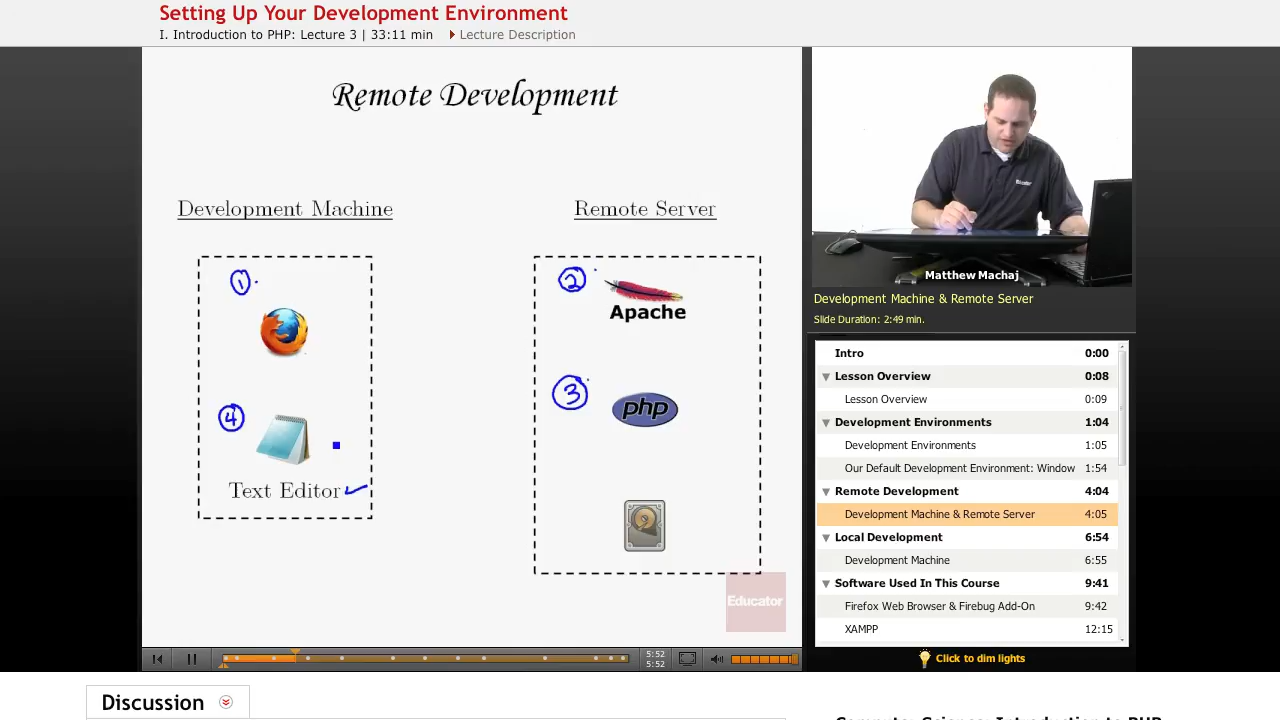 Setting Up Your Development Environment
I. Introduction to PHP: Lecture 3 | 33:11 min Lecture Description
Remote Development
Development Machine
Remote Server
1
2
Apache
3
php
4
Text Editor
Educator
5:52
5:52
Matthew Machaj
Development Machine & Remote Server
Slide Duration: 2:49 min.
Intro 0:00
Lesson Overview 0:08
Lesson Overview 0:09
Development Environments 1:04
Development Environments 1:05
Our Default Development Environment: Window 1:54
Remote Development 4:04
Development Machine & Remote Server 4:05
Local Development 6:54
Development Machine 6:55
Software Used In This Course 9:41
Firefox Web Browser & Firebug Add-On 9:42
XAMPP 12:15
Click to dim lights
Discussion
Computer Science: Introduction to PHP